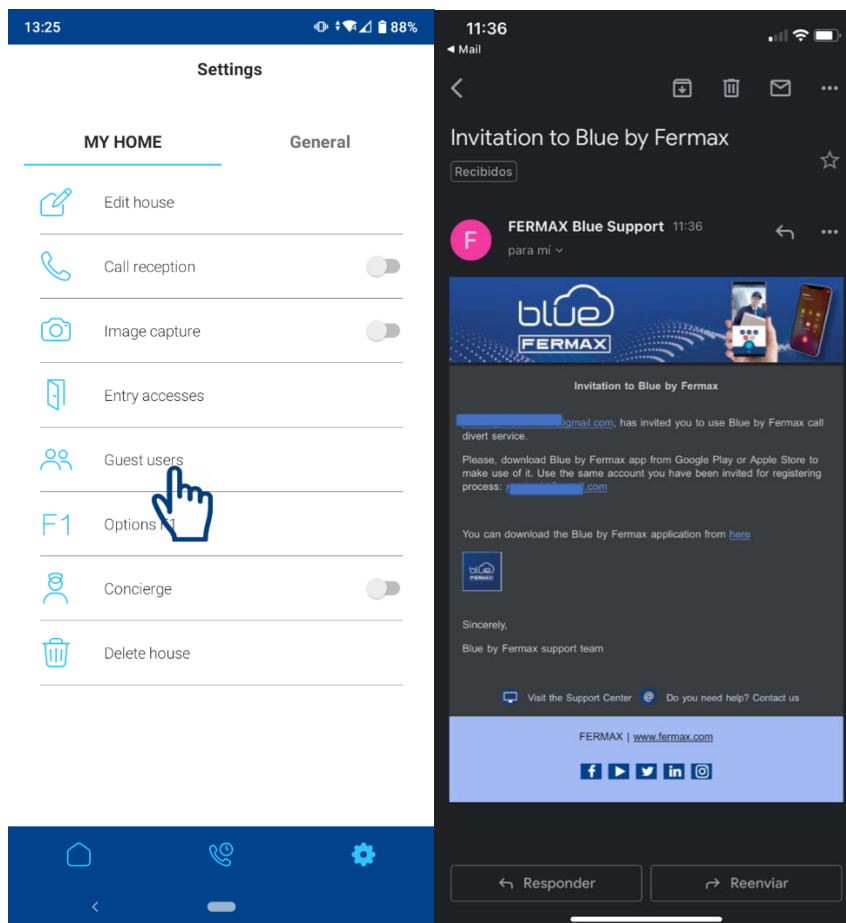 13:25
88%
Settings
MY HOME
General
Edit house
Call reception
Image capture
Entry accesses
Guest users
F1
Options F1
Concierge
Delete house
11:36
Mail
Invitation to Blue by Fermax
Recibidos
F
FERMAX Blue Support 11:36
para mí
blue
FERMAX
Invitation to Blue by Fermax
@gmail.com, has invited you to use Blue by Fermax call
divert service.
Please, download Blue by Fermax app from Google Play or Apple Store to
make use of it. Use the same account you have been invited for registering
process: .com
You can download the Blue by Fermax application from here
blue
FERMAX
Sincerely,
Blue by Fermax support team
Visit the Support Center @ Do you need help? Contact us
FERMAX | www.fermax.com
Responder
Reenviar